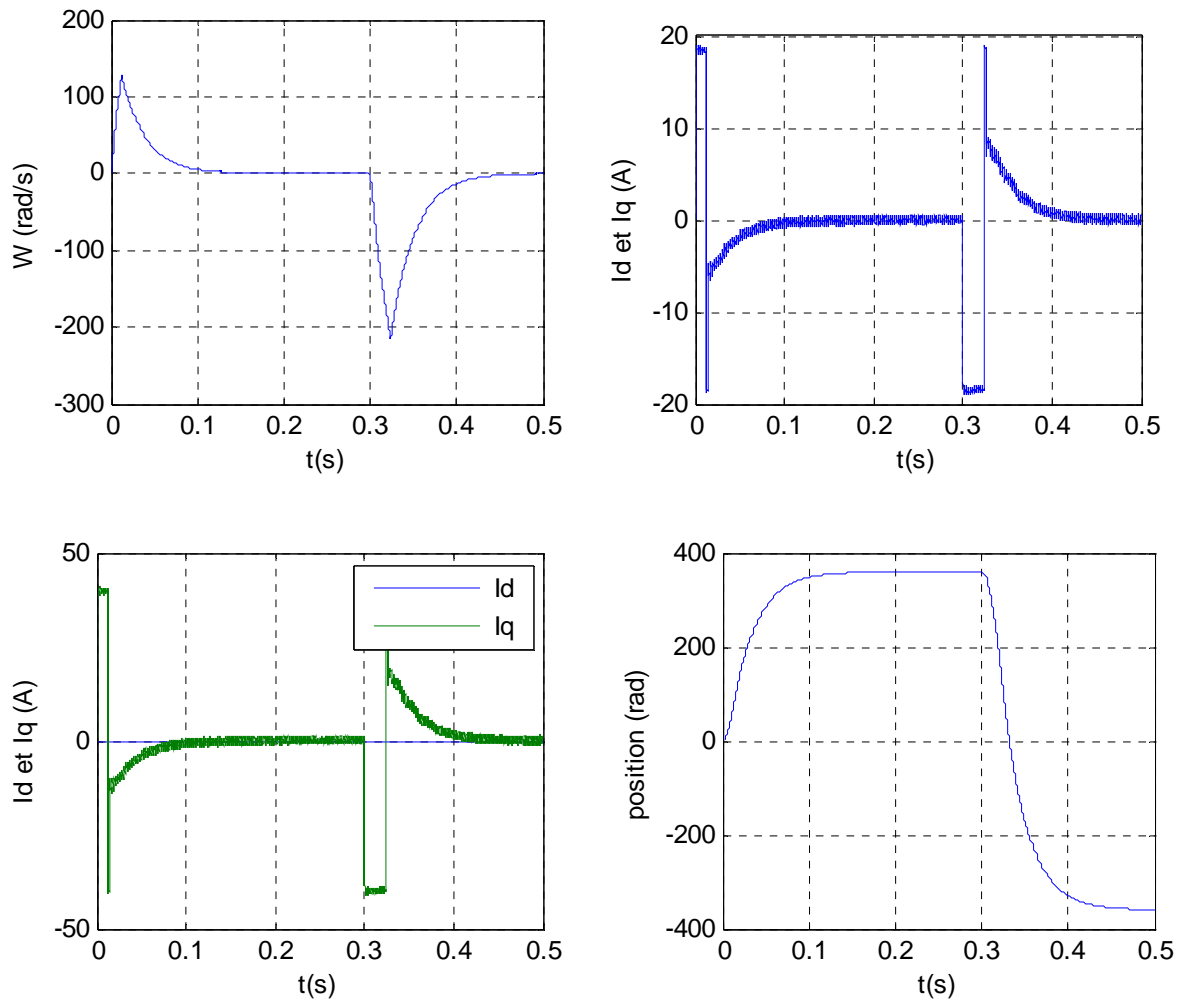 200
100
0
-100
-200
-300
W (rad/s)
0 0.1 0.2 0.3 0.4 0.5
t(s)
20
10
0
-10
-20
Id et Iq (A)
0 0.1 0.2 0.3 0.4 0.5
t(s)
50
0
-50
Id et Iq (A)
Id
Iq
0 0.1 0.2 0.3 0.4 0.5
t(s)
400
200
0
-200
-400
position (rad)
0 0.1 0.2 0.3 0.4 0.5
t(s)